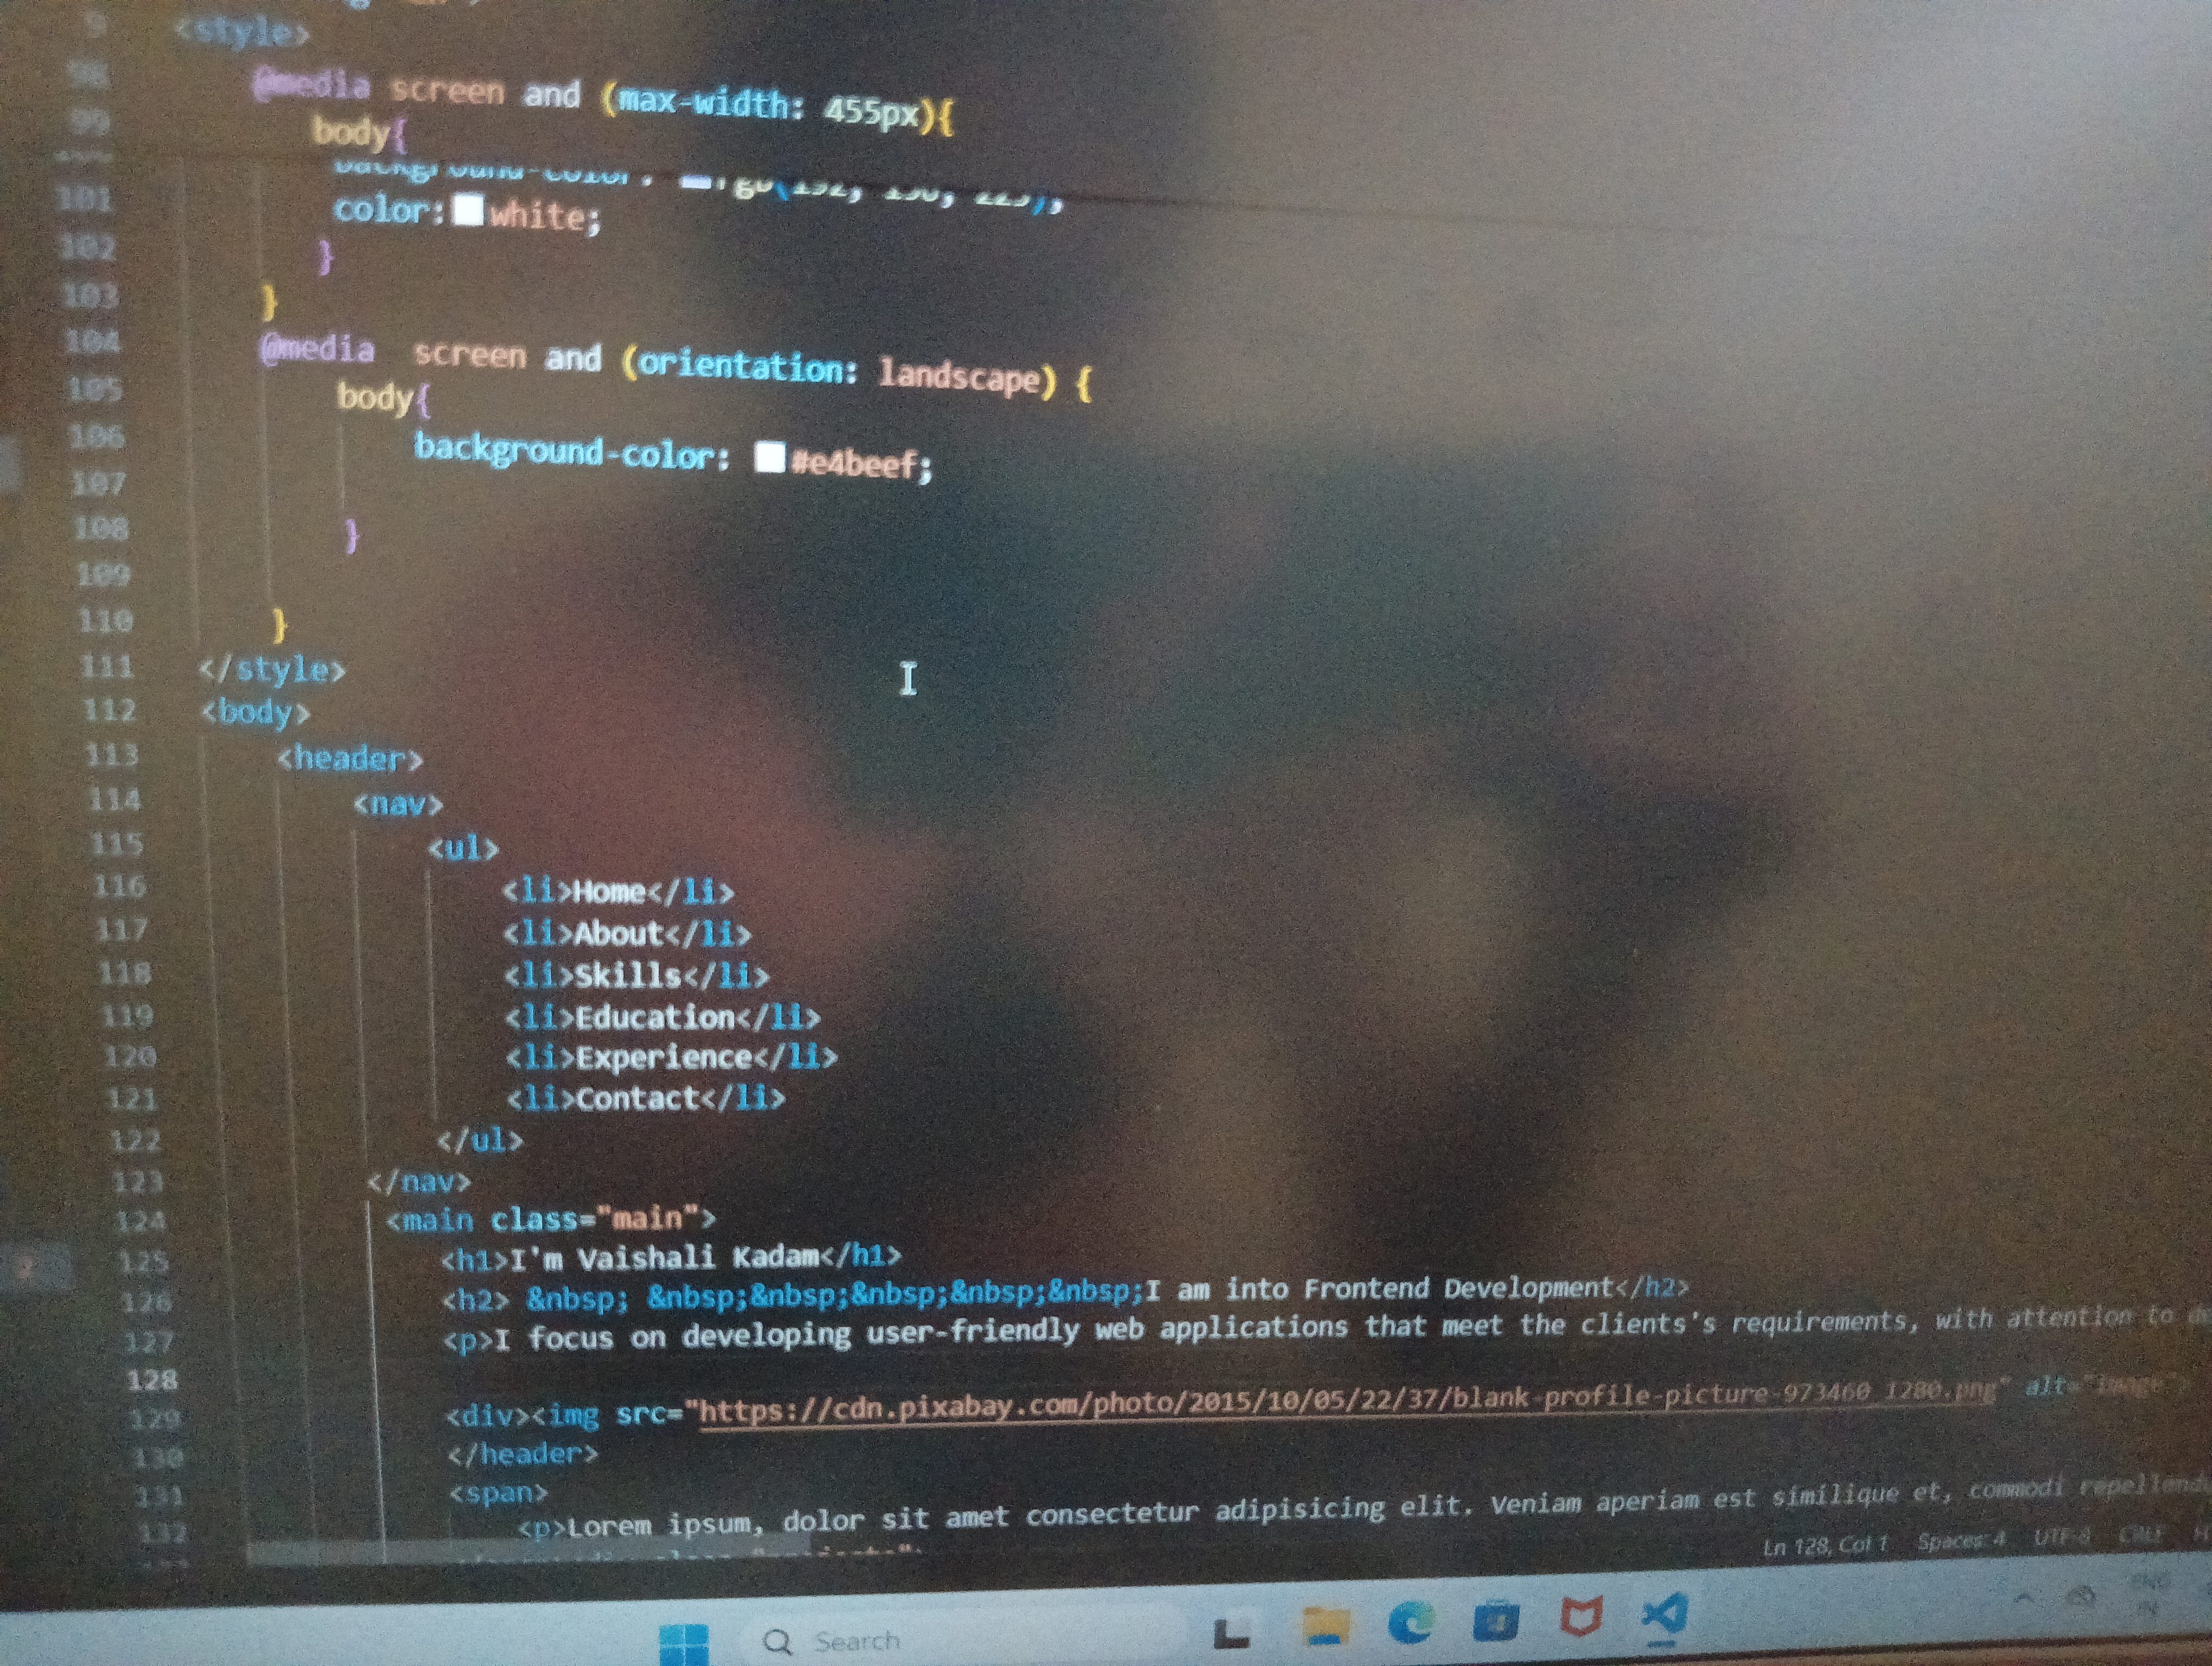 9 <style>
98 @media screen and (max-width: 455px){
99 body{
background-color: rgb(192,
101 color: white;
102 }
103 }
104 @media screen and (orientation: landscape) {
105 body{
106 background-color: #e4beef;
107
108 }
109
110 }
111 </style>
112 <body>
113 <header>
114 <nav>
115 <ul>
116 <li>Home</li>
117 <li>About</li>
118 <li>Skills</li>
119 <li>Education</li>
120 <li>Experience</li>
121 <li>Contact</li>
122 </ul>
123 </nav>
124 <main class="main">
125 <h1>I'm Vaishali Kadam</h1>
126 <h2> &nbsp; &nbsp;&nbsp;&nbsp;&nbsp;&nbsp;I am into Frontend Development</h2>
127 <p>I focus on developing user-friendly web applications that meet the clients's requirements, with attention to
128
129 <div><img src="https://cdn.pixabay.com/photo/2015/10/05/22/37/blank-profile-picture-973460_1280.png" alt="image"
130 </header>
131 <span>
132 <p>Lorem ipsum, dolor sit amet consectetur adipisicing elit. Veniam aperiam est similique et, commodi
Ln 128, Col 1 Spaces: 4 UTF-8 CRLF
Search
ENG
IN